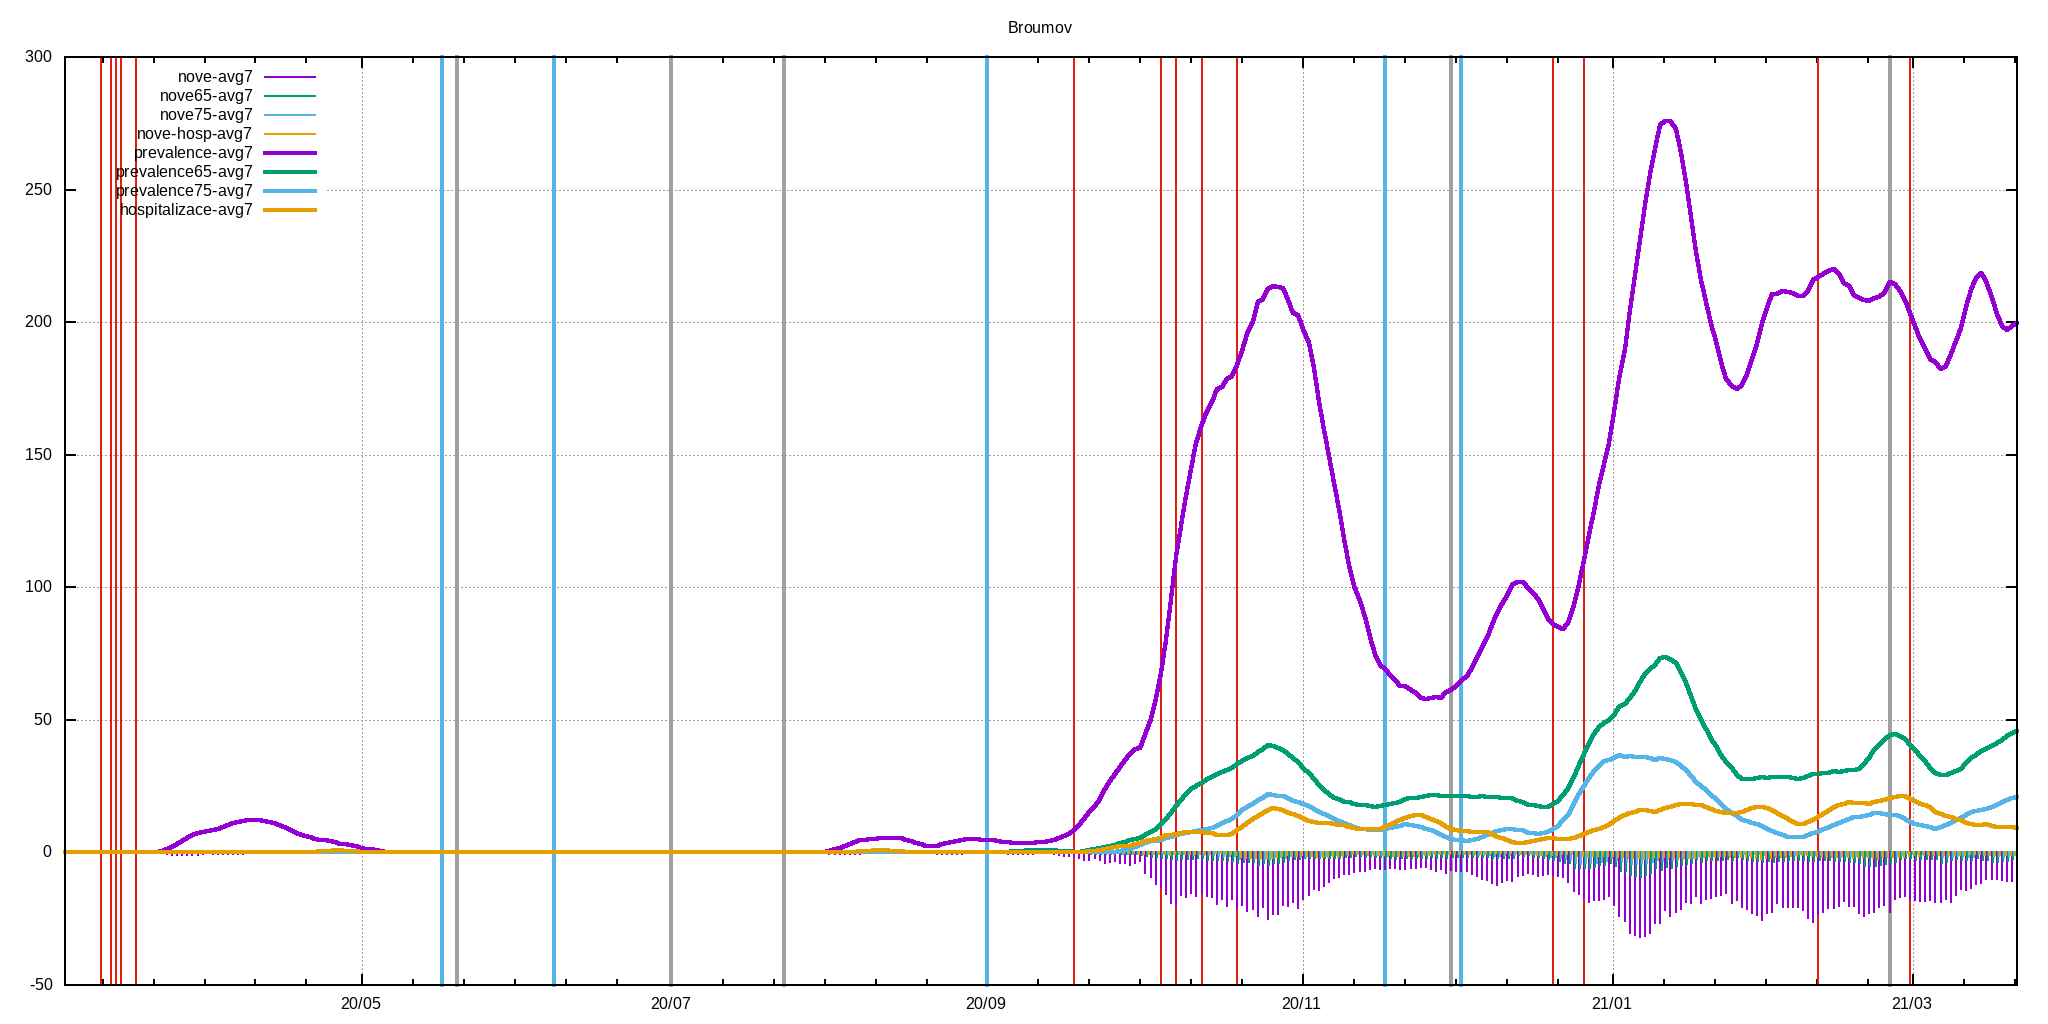 Broumov
300
250
200
150
100
50
0
-50
nove-avg7
nove65-avg7
nove75-avg7
nove-hosp-avg7
prevalence-avg7
prevalence65-avg7
prevalence75-avg7
hospitalizace-avg7
20/05 20/07 20/09 20/11 21/01 21/03